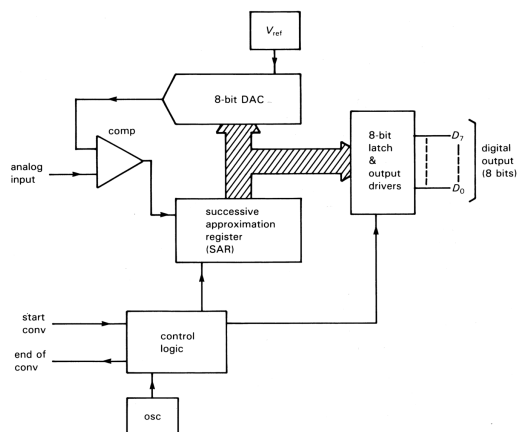 V_ref
8-bit DAC
comp
analog
input
8-bit
latch
&
output
drivers
D_7
D_0
digital
output
(8 bits)
successive
approximation
register
(SAR)
start
conv
end of
conv
control
logic
osc